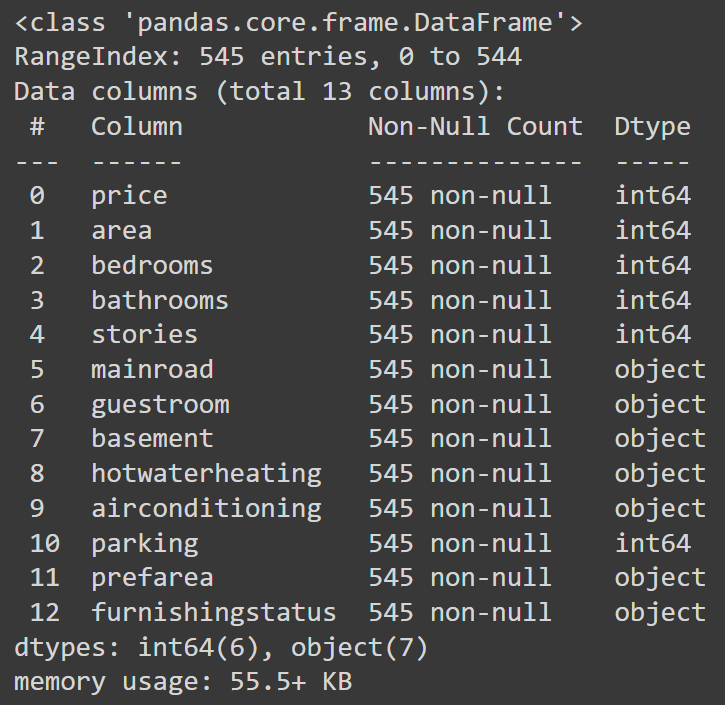 <class 'pandas.core.frame.DataFrame'>
RangeIndex: 545 entries, 0 to 544
Data columns (total 13 columns):
 #   Column            Non-Null Count  Dtype
---  ------            --------------  -----
 0   price             545 non-null    int64
 1   area              545 non-null    int64
 2   bedrooms          545 non-null    int64
 3   bathrooms         545 non-null    int64
 4   stories           545 non-null    int64
 5   mainroad          545 non-null    object
 6   guestroom         545 non-null    object
 7   basement          545 non-null    object
 8   hotwaterheating   545 non-null    object
 9   airconditioning   545 non-null    object
 10  parking           545 non-null    int64
 11  prefarea          545 non-null    object
 12  furnishingstatus  545 non-null    object
dtypes: int64(6), object(7)
memory usage: 55.5+ KB